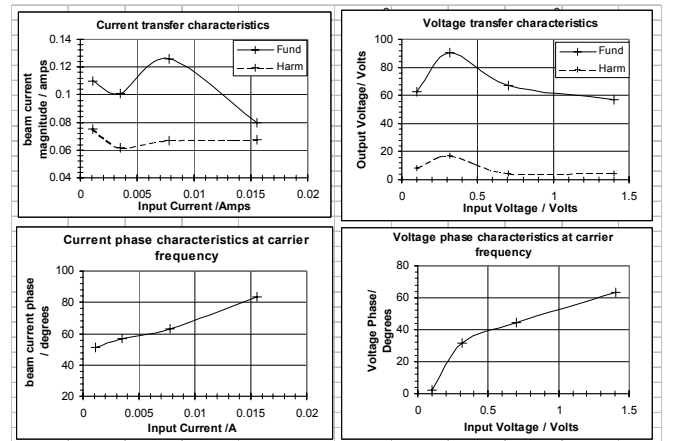 Current transfer characteristics
beam current
magnitude / amps
0.14
0.12
0.1
0.08
0.06
0.04
Fund
Harm
0
0.005
0.01
0.015
0.02
Input Current /Amps
Voltage transfer characteristics
Output Voltage/ Volts
100
80
60
40
20
0
Fund
Harm
0
0.5
1
1.5
Input Voltage / Volts
Current phase characteristics at carrier
frequency
beam current phase
/ degrees
100
80
60
40
20
0
0.005
0.01
0.015
0.02
Input Current /A
Voltage phase characteristics at carrier
frequency
Voltage Phase/
Degrees
80
60
40
20
0
0
0.5
1
1.5
Input Voltage / Volts